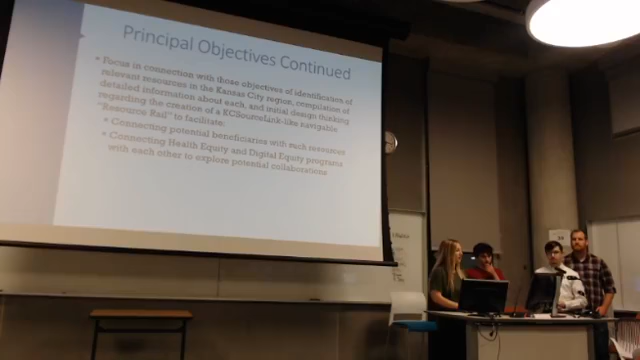 Principal Objectives Continued
• Focus in connection with those objectives of identification of
relevant resources in the Kansas City region, compilation of
detailed information about each, and initial design thinking
regarding the creation of a KCSourceLink-like navigable
"Resource Rail" to facilitate:
• Connecting potential beneficiaries with such resources
• Connecting Health Equity and Digital Equity programs
with each other to explore potential collaborations